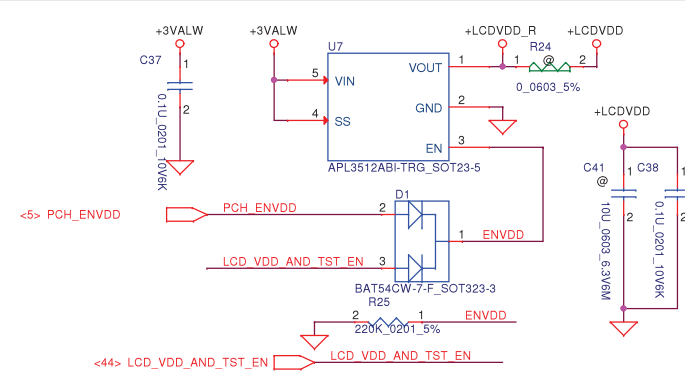 +3VALW
+3VALW
+LCDVDD_R
+LCDVDD
C37
1
2
0.1U_0201_10V6K
U7
5
VIN
4
SS
VOUT
1
GND
2
EN
3
APL3512ABI-TRG_SOT23-5
1
R24
@
2
0_0603_5%
+LCDVDD
C41
@
1
2
10U_0603_6.3V6M
C38
1
2
0.1U_0201_10V6K
<5> PCH_ENVDD
PCH_ENVDD
2
D1
1
ENVDD
LCD_VDD_AND_TST_EN
3
BAT54CW-7-F_SOT323-3
R25
2
1
ENVDD
220K_0201_5%
<44> LCD_VDD_AND_TST_EN
LCD_VDD_AND_TST_EN